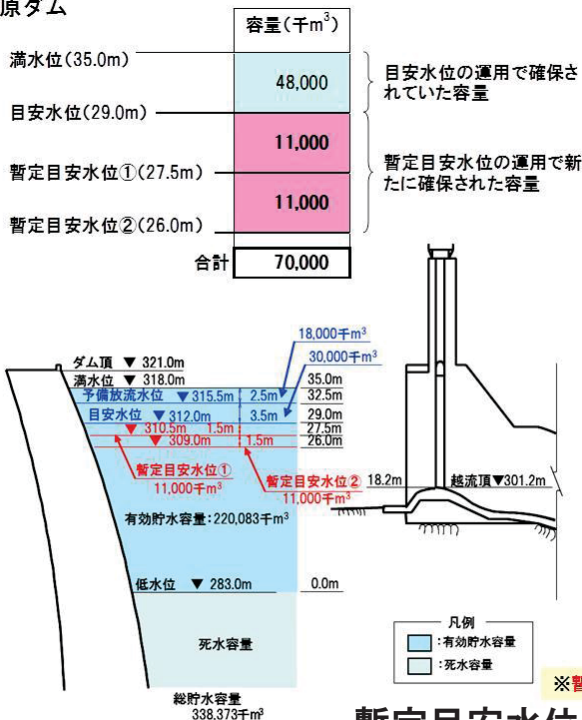 原ダム
容量(千m³)
満水位(35.0m)
48,000
目安水位の運用で確保さ
れていた容量
目安水位(29.0m)
11,000
暫定目安水位①(27.5m)
暫定目安水位の運用で新
たに確保された容量
11,000
暫定目安水位②(26.0m)
合計 70,000
18,000千m³
30,000千m³
ダム頂 ▼ 321.0m
満水位 ▼ 318.0m 35.0m
予備放流水位 ▼ 315.5m 2.5m 32.5m
目安水位 ▼ 312.0m 3.5m 29.0m
▼ 310.5m 1.5m 27.5m
▼ 309.0m 1.5m 26.0m
暫定目安水位①
11,000千m³
暫定目安水位②
11,000千m³
18.2m 越流頂▼301.2m
有効貯水容量:220,083千m³
低水位 ▼ 283.0m 0.0m
死水容量
凡例
:有効貯水容量
:死水容量
総貯水容量
338,373千m³
※暫
暫定目安水位